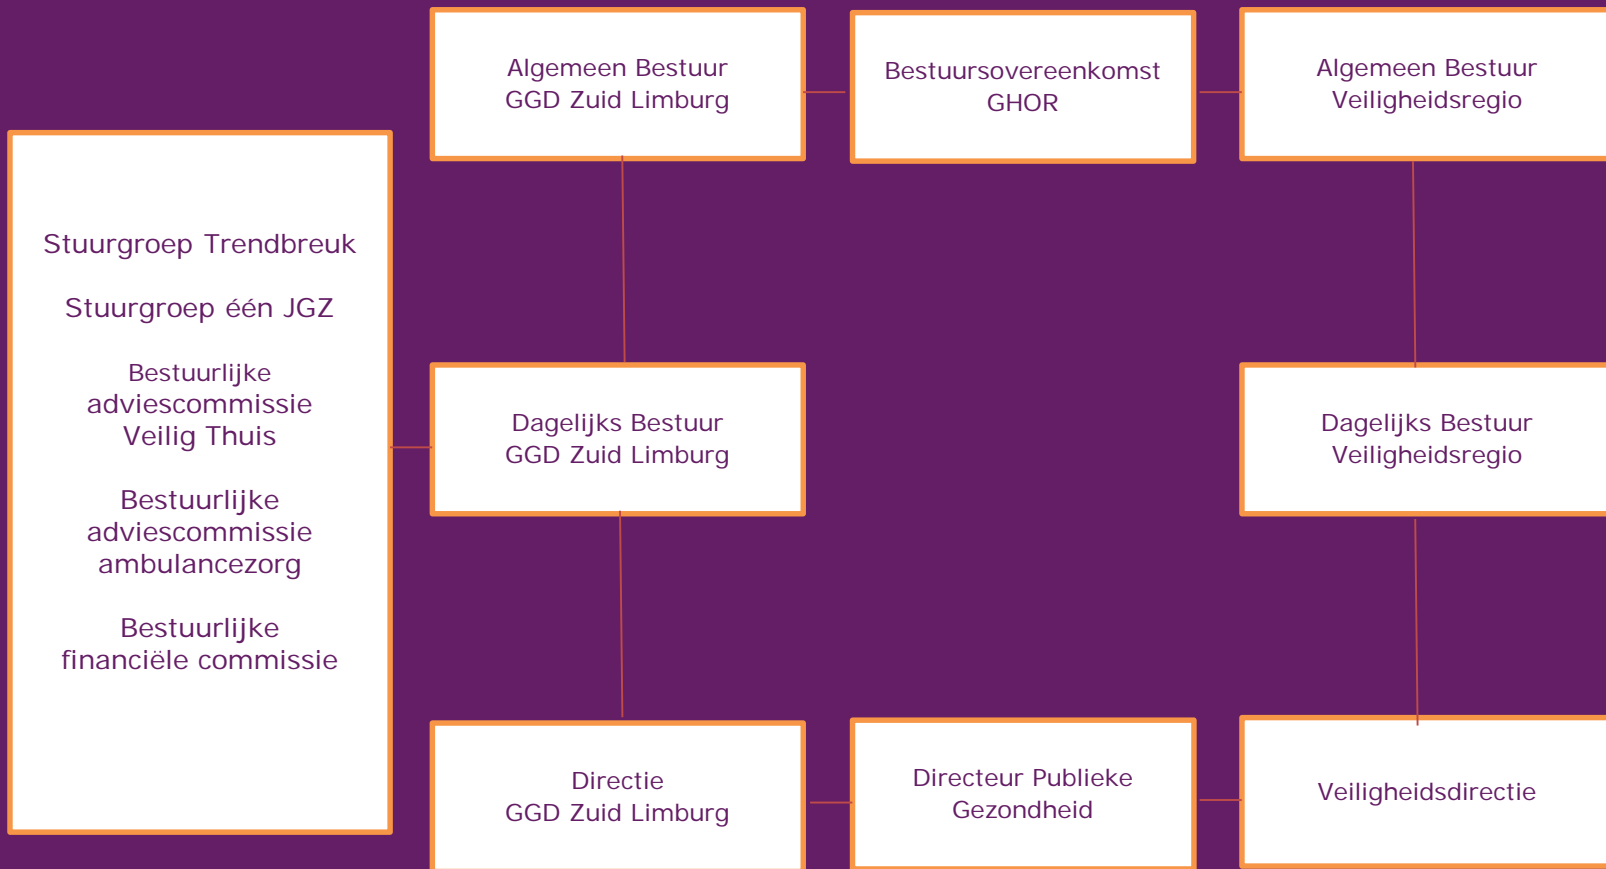 Algemeen Bestuur
GGD Zuid Limburg
Bestuursovereenkomst
GHOR
Algemeen Bestuur
Veiligheidsregio
Stuurgroep Trendbreuk
Stuurgroep één JGZ
Bestuurlijke
adviescommissie
Veilig Thuis
Bestuurlijke
adviescommissie
ambulancezorg
Bestuurlijke
financiële commissie
Dagelijks Bestuur
GGD Zuid Limburg
Dagelijks Bestuur
Veiligheidsregio
Directie
GGD Zuid Limburg
Directeur Publieke
Gezondheid
Veiligheidsdirectie